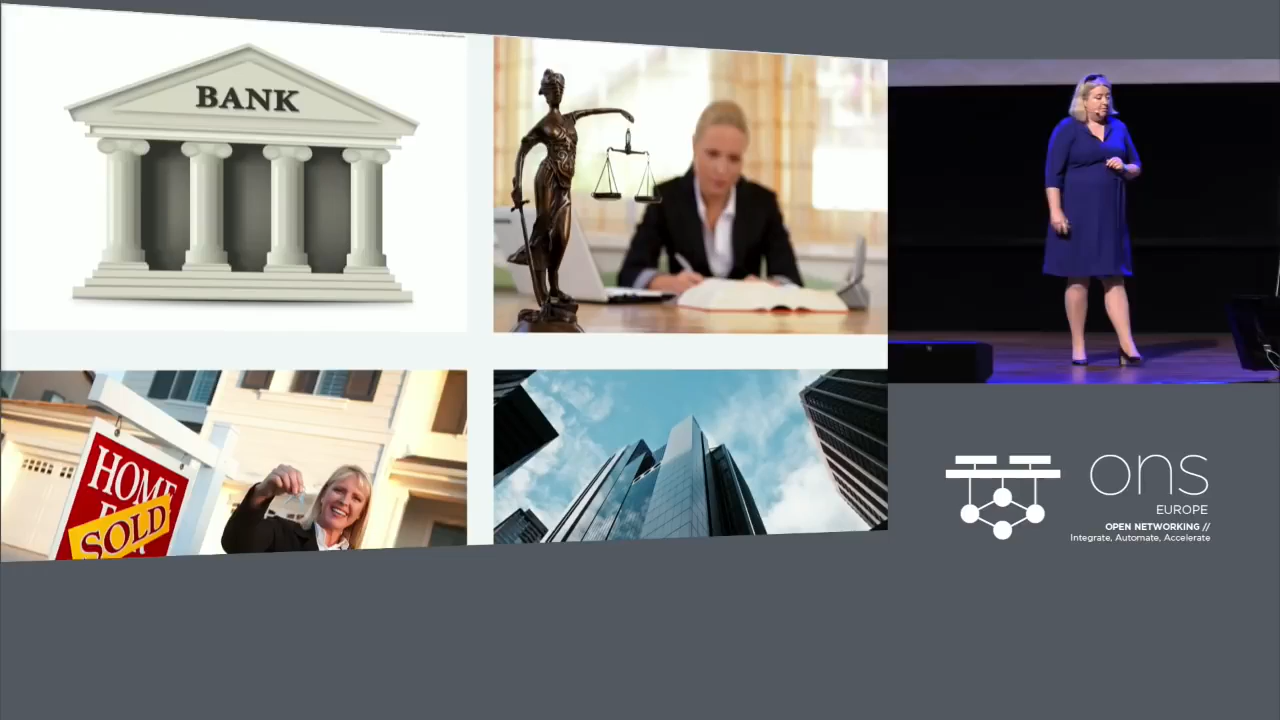 BANK
HOME
SOLD
ons
EUROPE
OPEN NETWORKING //
Integrate, Automate, Accelerate